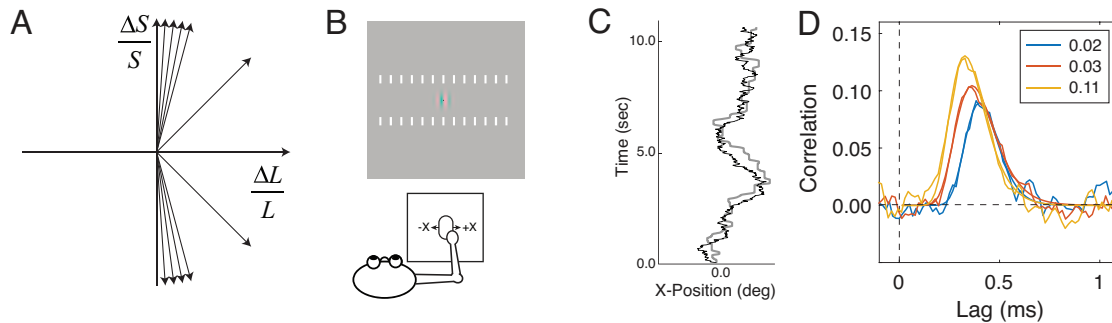 A
ΔS
S
ΔL
L
B
-X +X
C
10.0
5.0
0.0
Time (sec)
0.0
X-Position (deg)
D
0.15
0.10
0.05
0.00
Correlation
0.02
0.03
0.11
0 0.5 1
Lag (ms)